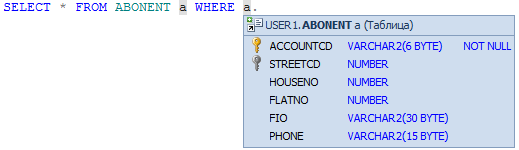 SELECT * FROM ABONENT a WHERE a.
USER1.ABONENT a (Таблица)
ACCOUNTCD VARCHAR2(6 BYTE) NOT NULL
STREETCD NUMBER
HOUSENO NUMBER
FLATNO NUMBER
FIO VARCHAR2(30 BYTE)
PHONE VARCHAR2(15 BYTE)